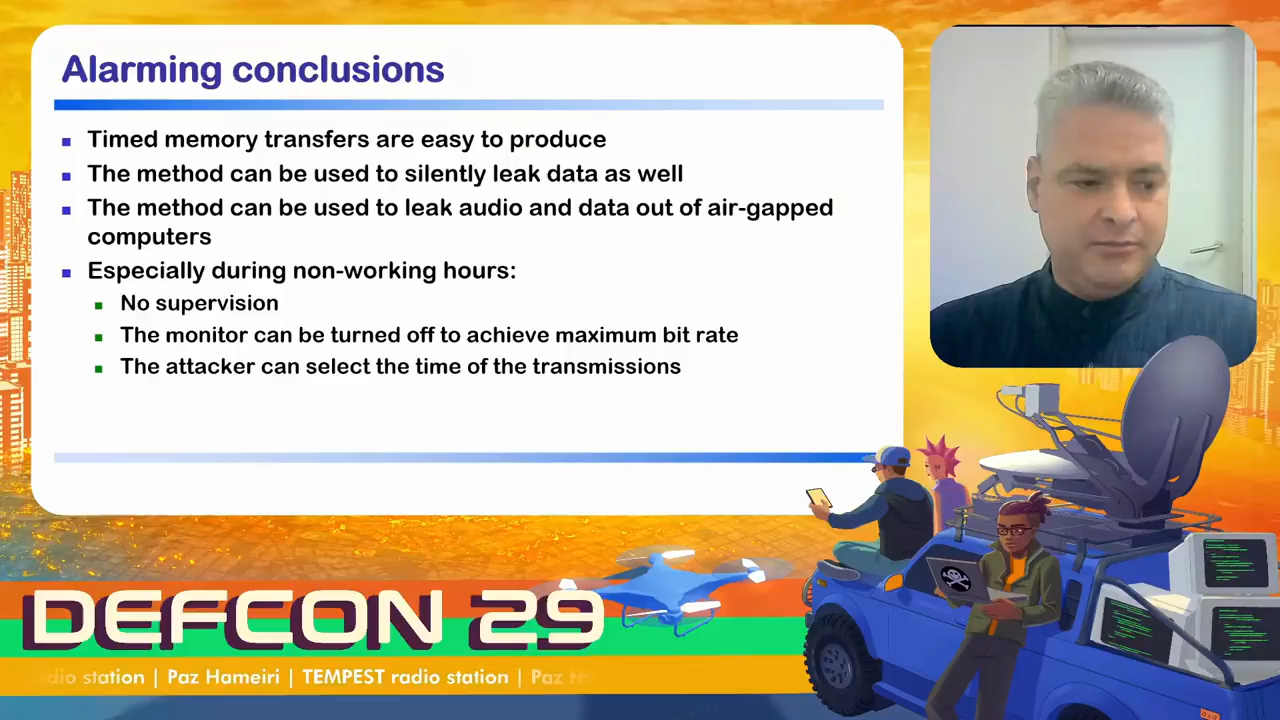 Alarming conclusions
Timed memory transfers are easy to produce
The method can be used to silently leak data as well
The method can be used to leak audio and data out of air-gapped
computers
Especially during non-working hours:
No supervision
The monitor can be turned off to achieve maximum bit rate
The attacker can select the time of the transmissions
DEFCON 29
dio station | Paz Hameiri | TEMPEST radio station | Paz